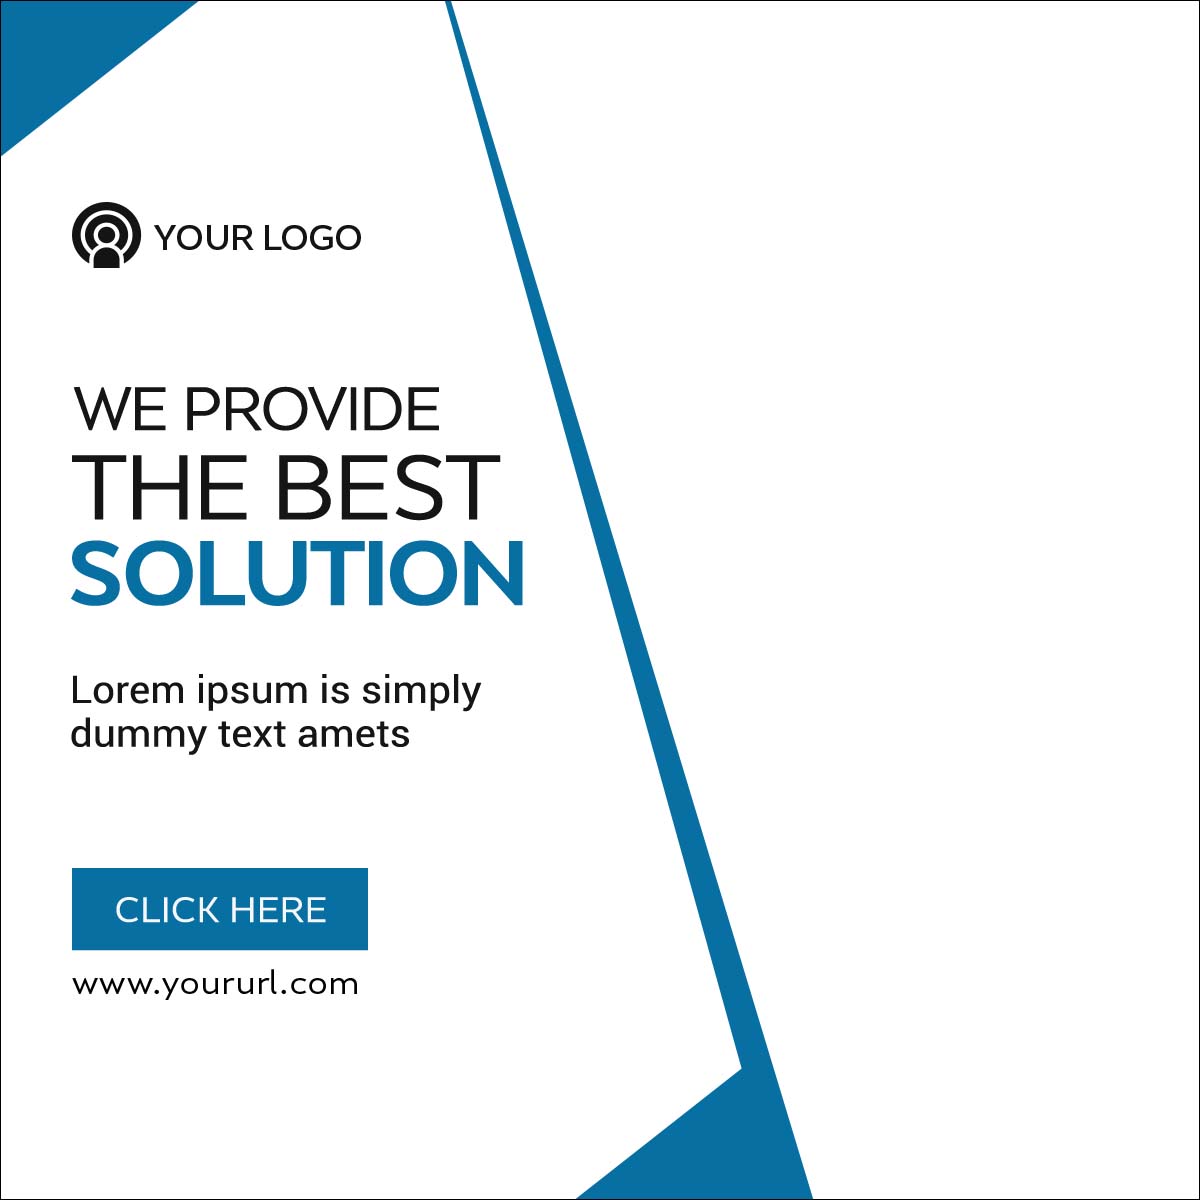 YOUR LOGO
WE PROVIDE
THE BEST
SOLUTION
Lorem ipsum is simply
dummy text amets
CLICK HERE
www.yoururl.com